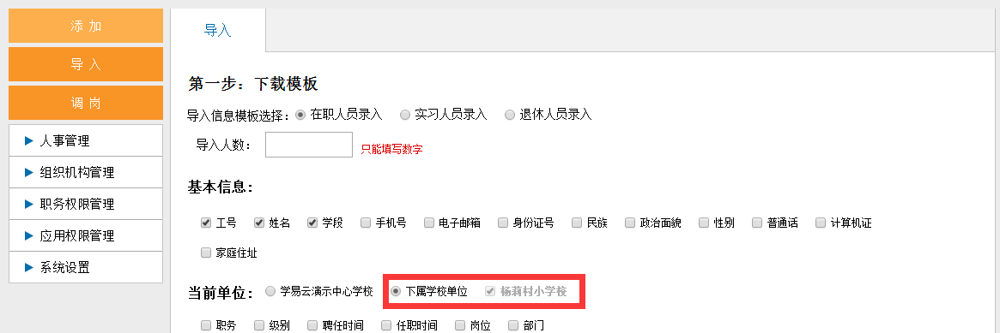 添 加
导 入
调 岗
人事管理
组织机构管理
职务权限管理
应用权限管理
系统设置
导入
第一步：下载模板
导入信息模板选择： 在职人员录入 实习人员录入 退休人员录入
导入人数： 只能填写数字
基本信息：
工号 姓名 学段 手机号 电子邮箱 身份证号 民族 政治面貌 性别 普通话 计算机证
家庭住址
当前单位： 学易云演示中心学校 下属学校单位 杨莉村小学校
职务 级别 聘任时间 任职时间 岗位 部门